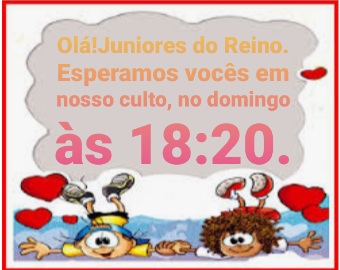 Olá!Juniores do Reino.
Esperamos vocês em
nosso culto, no domingo
às 18:20.